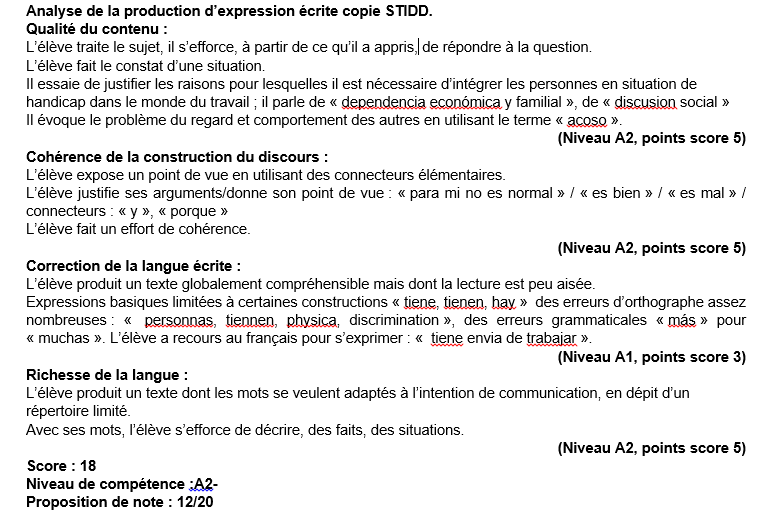 Analyse de la production d’expression écrite copie STIDD.
Qualité du contenu :
L’élève traite le sujet, il s’efforce, à partir de ce qu’il a appris, de répondre à la question.
L’élève fait le constat d’une situation.
Il essaie de justifier les raisons pour lesquelles il est nécessaire d’intégrer les personnes en situation de
handicap dans le monde du travail ; il parle de « dependencia económica y familial », de « discusion social »
Il évoque le problème du regard et comportement des autres en utilisant le terme « acoso ».
(Niveau A2, points score 5)
Cohérence de la construction du discours :
L’élève expose un point de vue en utilisant des connecteurs élémentaires.
L’élève justifie ses arguments/donne son point de vue : « para mi no es normal » / « es bien » / « es mal » /
connecteurs : « y », « porque »
L’élève fait un effort de cohérence.
(Niveau A2, points score 5)
Correction de la langue écrite :
L’élève produit un texte globalement compréhensible mais dont la lecture est peu aisée.
Expressions basiques limitées à certaines constructions « tiene, tienen, hay » des erreurs d’orthographe assez
nombreuses : « personnas, tiennen, physica, discrimination », des erreurs grammaticales « más » pour
« muchas ». L’élève a recours au français pour s’exprimer : « tiene envia de trabajar ».
(Niveau A1, points score 3)
Richesse de la langue :
L’élève produit un texte dont les mots se veulent adaptés à l’intention de communication, en dépit d’un
répertoire limité.
Avec ses mots, l’élève s’efforce de décrire, des faits, des situations.
(Niveau A2, points score 5)
Score : 18
Niveau de compétence :A2-
Proposition de note : 12/20